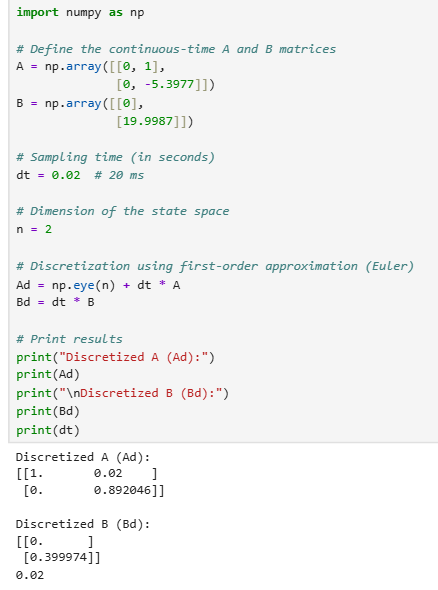 import numpy as np
# Define the continuous-time A and B matrices
A = np.array([[0, 1],
              [0, -5.3977]])
B = np.array([[0],
              [19.9987]])
# Sampling time (in seconds)
dt = 0.02  # 20 ms
# Dimension of the state space
n = 2
# Discretization using first-order approximation (Euler)
Ad = np.eye(n) + dt * A
Bd = dt * B
# Print results
print("Discretized A (Ad):")
print(Ad)
print("\nDiscretized B (Bd):")
print(Bd)
print(dt)
Discretized A (Ad):
[[1.       0.02    ]
 [0.       0.892046]]
Discretized B (Bd):
[[0.      ]
 [0.399974]]
0.02